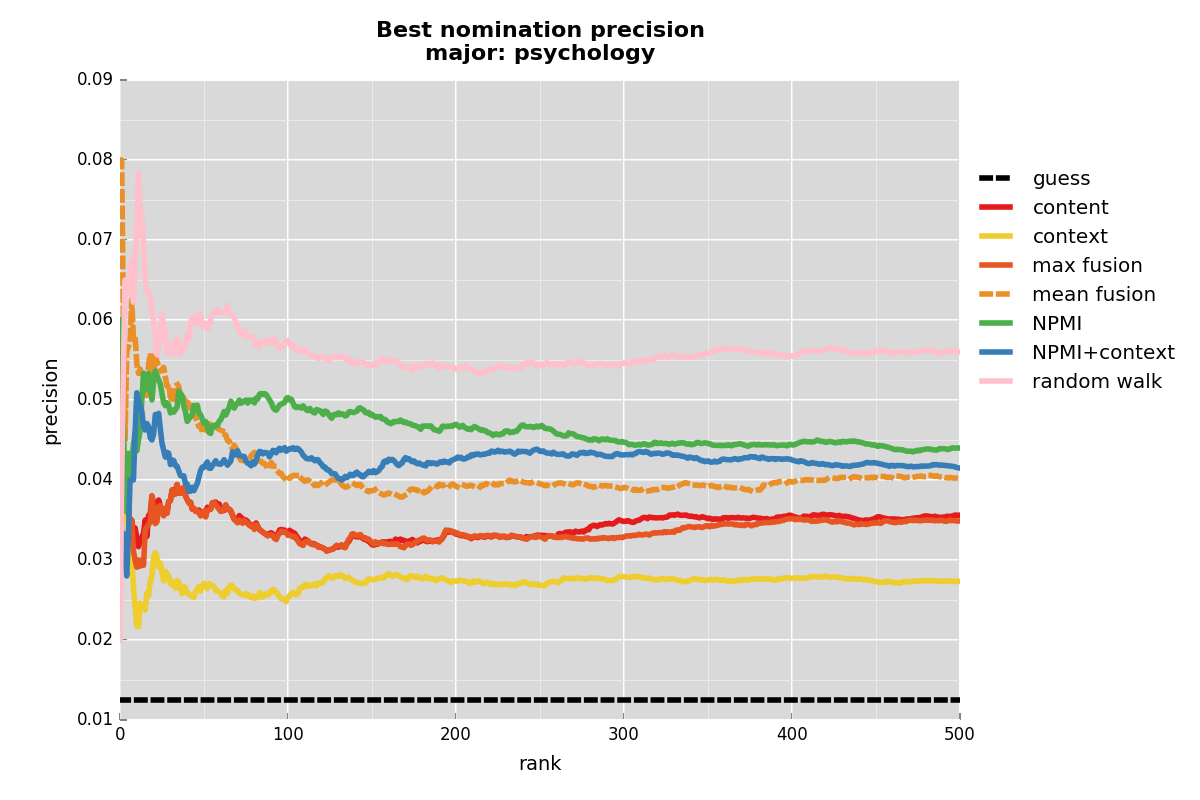 Best nomination precision
major: psychology
precision
0.09
0.08
0.07
0.06
0.05
0.04
0.03
0.02
0.01
0
100
200
300
400
500
rank
guess
content
context
max fusion
mean fusion
NPMI
NPMI+context
random walk